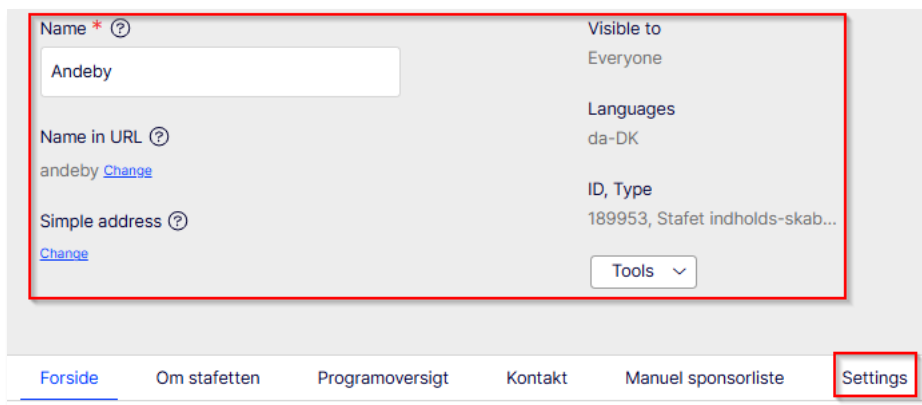 Name * ?
Andeby
Name in URL ?
andeby Change
Simple address ?
Change
Visible to
Everyone
Languages
da-DK
ID, Type
189953, Stafet indholds-skab...
Tools
Forside Om stafetten Programoversigt Kontakt Manuel sponsorliste Settings